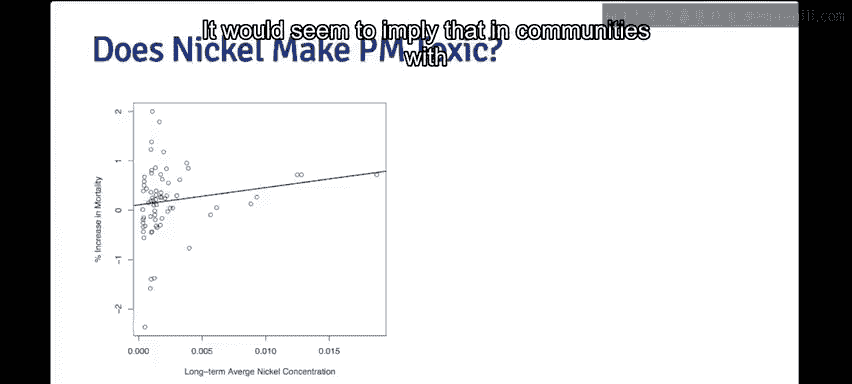 It would seem to imply that in communities
with
Does Nickel Make PM Toxic?
% Increase in Mortality
2
1
0
-1
-2
0.000 0.005 0.010 0.015
Long-term Averge Nickel Concentration